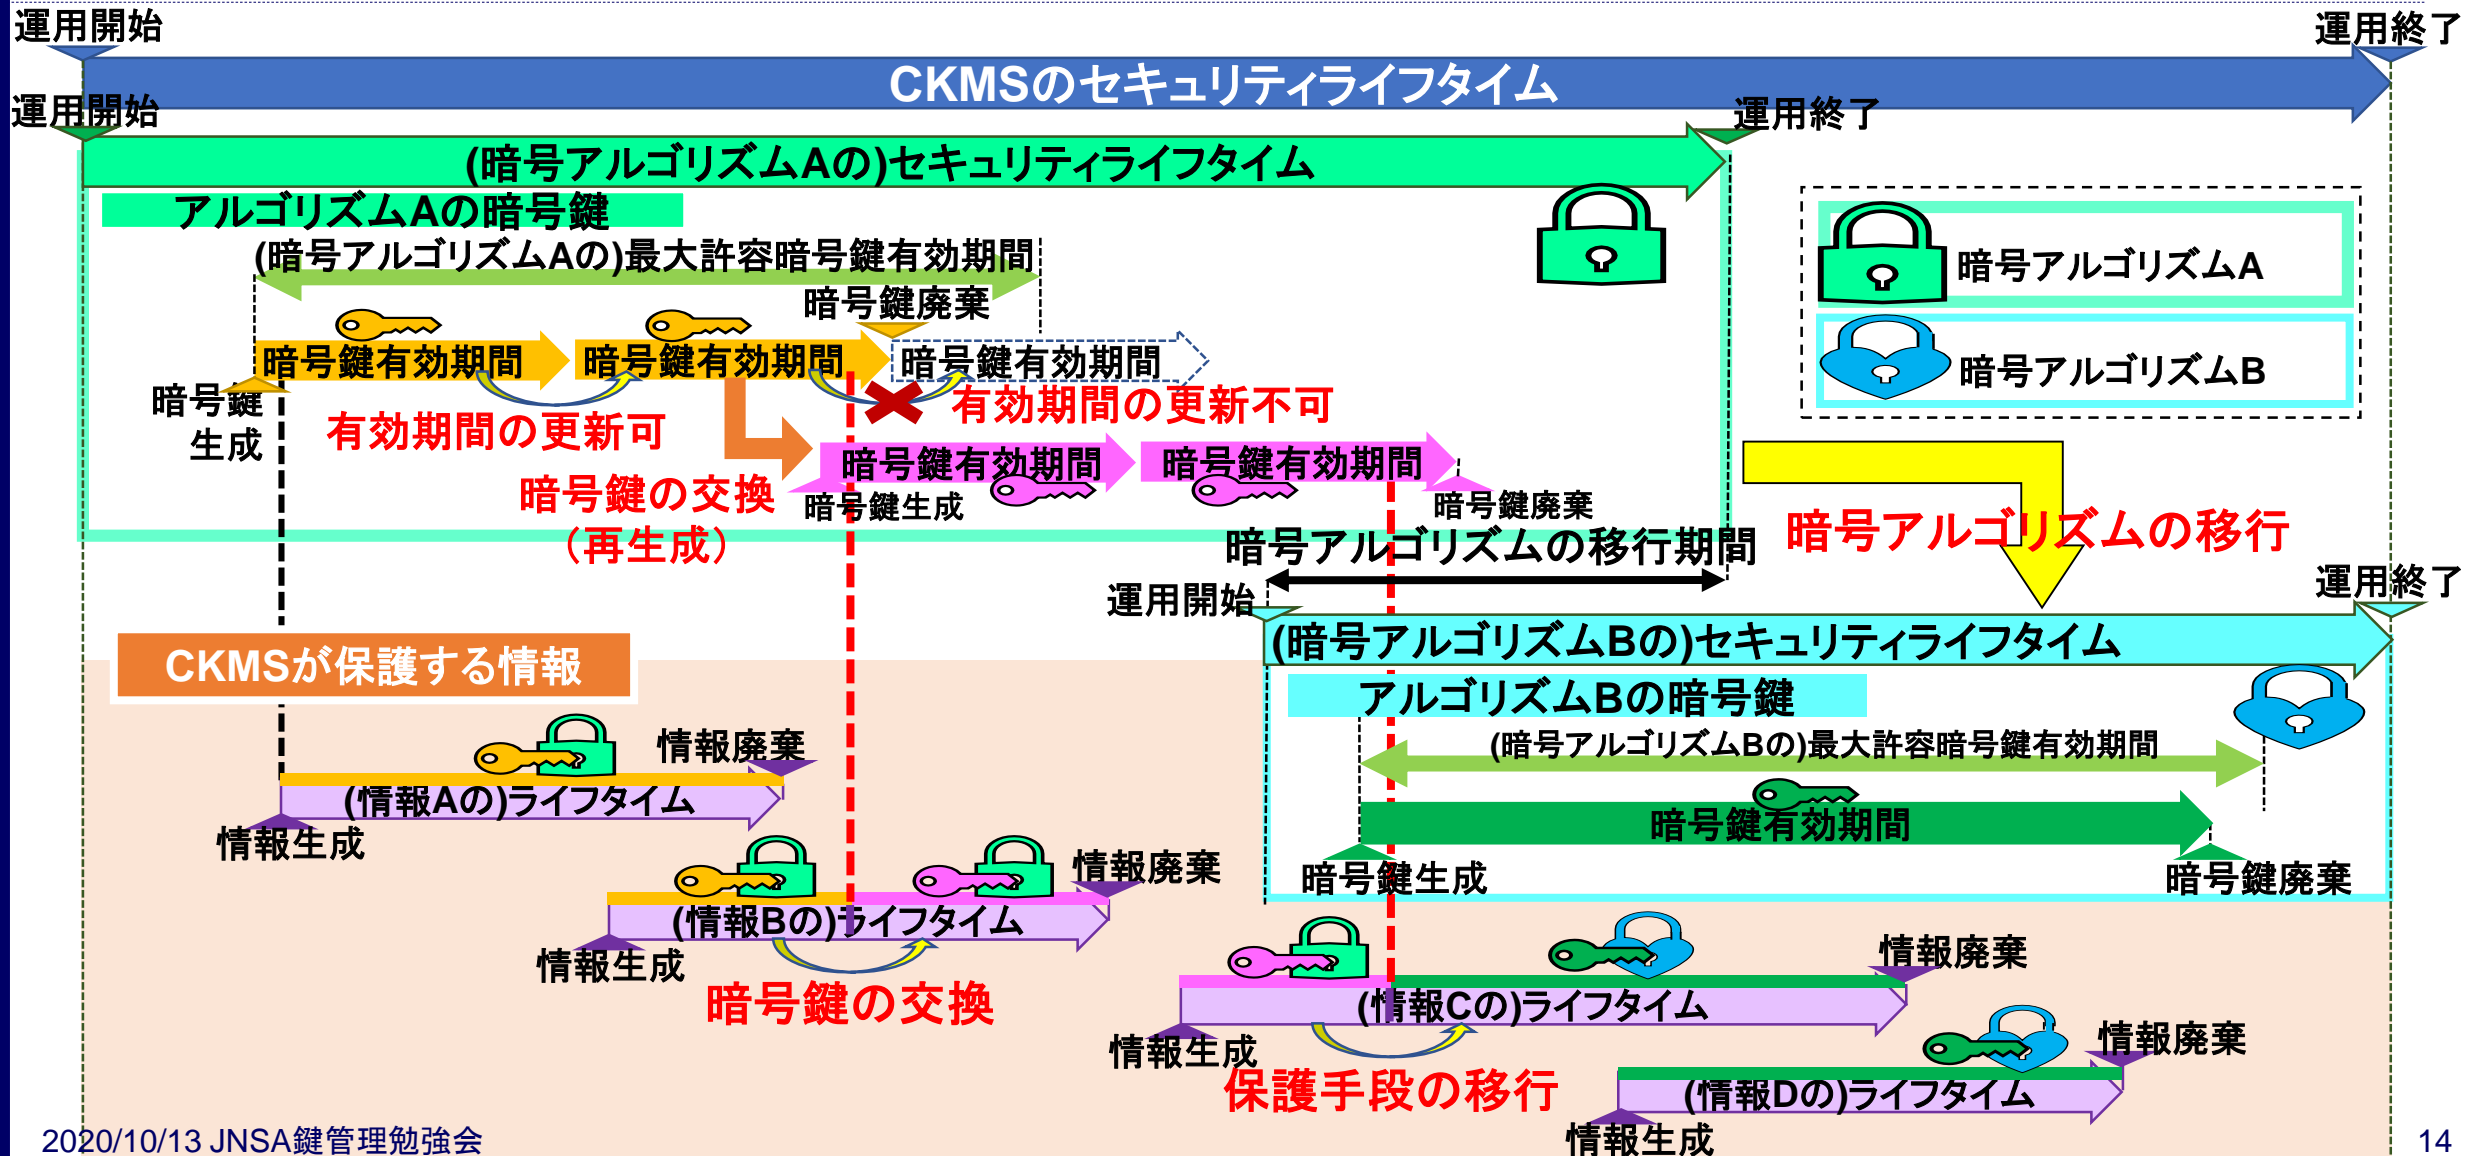 運用開始
運用終了
CKMSのセキュリティライフタイム
運用開始
運用終了
(暗号アルゴリズムAの)セキュリティライフタイム
アルゴリズムAの暗号鍵
(暗号アルゴリズムAの)最大許容暗号鍵有効期間
暗号鍵廃棄
暗号鍵有効期間
暗号鍵有効期間
暗号鍵有効期間
暗号鍵
生成
有効期間の更新可
有効期間の更新不可
暗号アルゴリズムA
暗号アルゴリズムB
暗号鍵有効期間
暗号鍵有効期間
暗号鍵の交換
（再生成）
暗号鍵生成
暗号鍵廃棄
暗号アルゴリズムの移行期間
暗号アルゴリズムの移行
運用開始
運用終了
(暗号アルゴリズムBの)セキュリティライフタイム
CKMSが保護する情報
アルゴリズムBの暗号鍵
(暗号アルゴリズムBの)最大許容暗号鍵有効期間
暗号鍵有効期間
暗号鍵生成
暗号鍵廃棄
情報廃棄
(情報Aの)ライフタイム
情報生成
情報廃棄
(情報Bの)ライフタイム
情報生成
暗号鍵の交換
情報廃棄
(情報Cの)ライフタイム
情報生成
保護手段の移行
情報廃棄
(情報Dの)ライフタイム
情報生成
2020/10/13 JNSA鍵管理勉強会
14